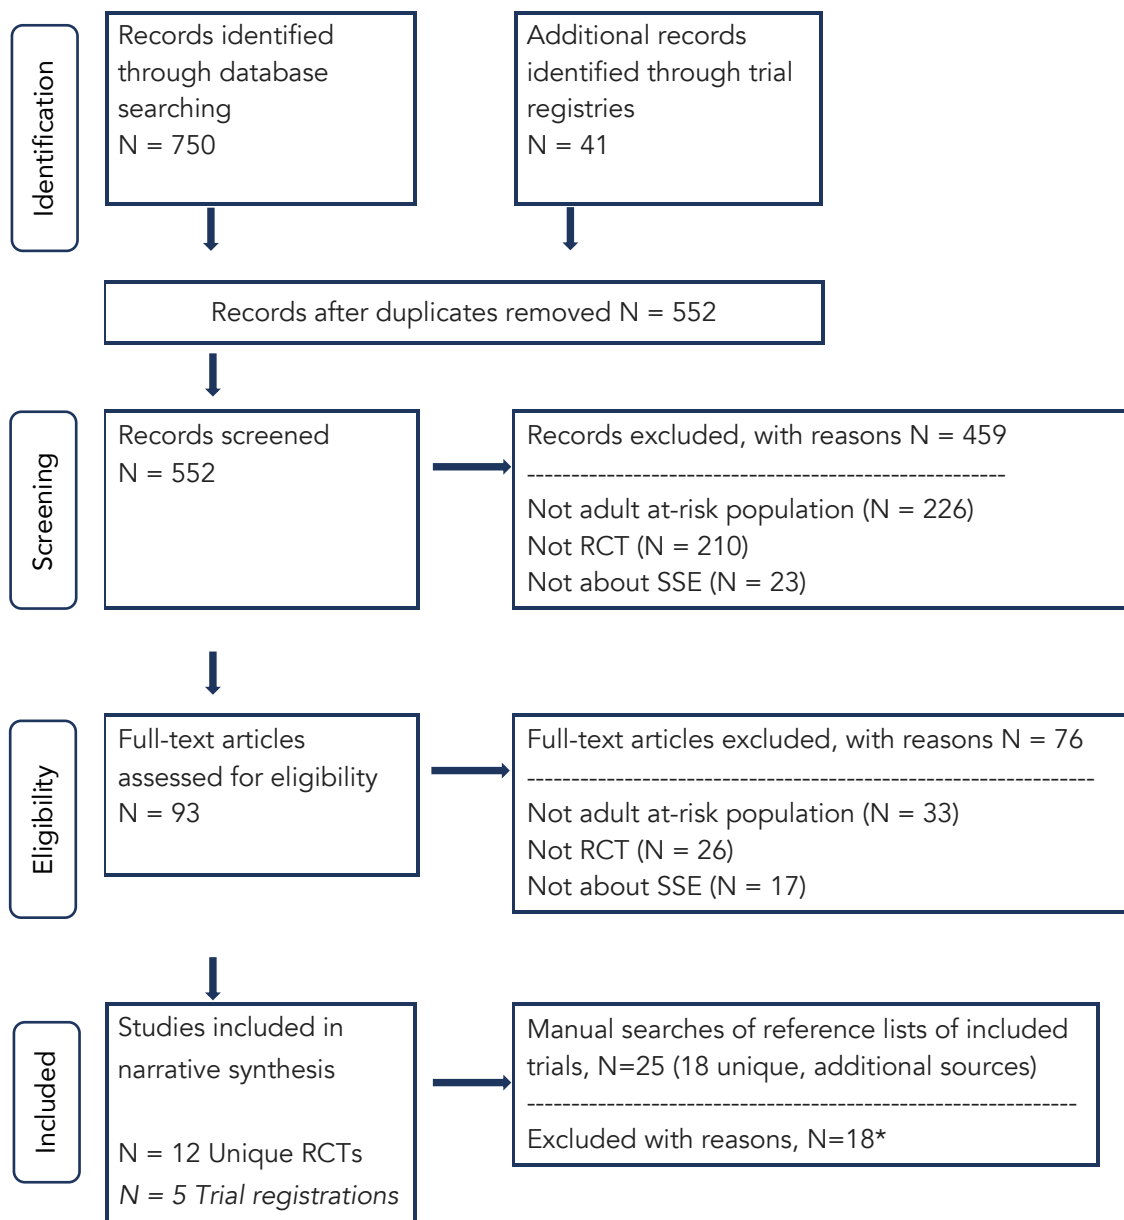 Identification
Records identified
through database
searching
N = 750
Additional records
identified through trial
registries
N = 41
Records after duplicates removed N = 552
Screening
Records screened
N = 552
Records excluded, with reasons N = 459
------------------------------------------------------
Not adult at-risk population (N = 226)
Not RCT (N = 210)
Not about SSE (N = 23)
Eligibility
Full-text articles
assessed for eligibility
N = 93
Full-text articles excluded, with reasons N = 76
----------------------------------------------------------------
Not adult at-risk population (N = 33)
Not RCT (N = 26)
Not about SSE (N = 17)
Included
Studies included in
narrative synthesis
N = 12 Unique RCTs
N = 5 Trial registrations
Manual searches of reference lists of included
trials, N=25 (18 unique, additional sources)
--------------------------------------------------------------
Excluded with reasons, N=18*